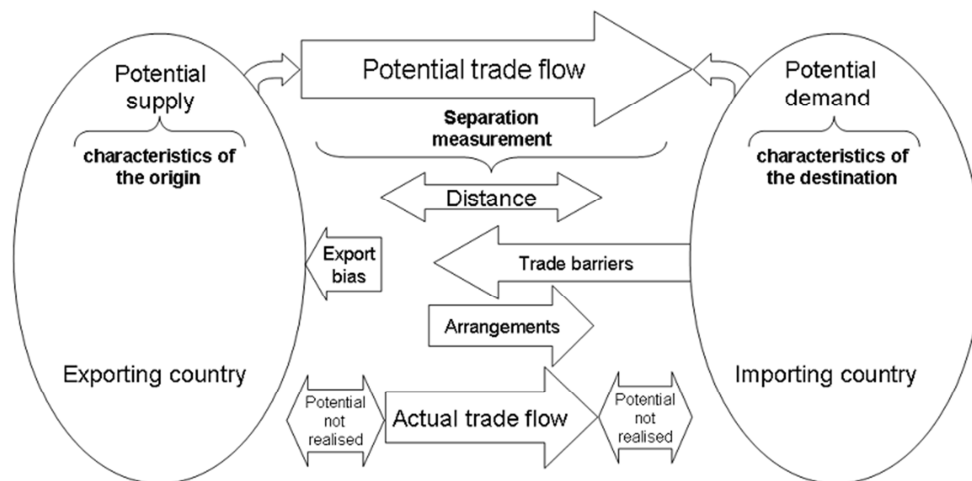 Potential
supply
characteristics of
the origin
Exporting country
Potential trade flow
Separation
measurement
Distance
Export
bias
Trade barriers
Arrangements
Potential
not
realised
Actual trade flow
Potential
not
realised
Potential
demand
characteristics of
the destination
Importing country